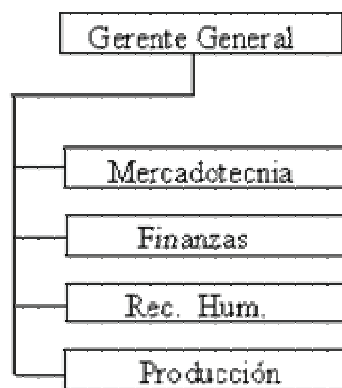 Gerente General
Mercadotecnia
Finanzas
Rec. Hum.
Producción